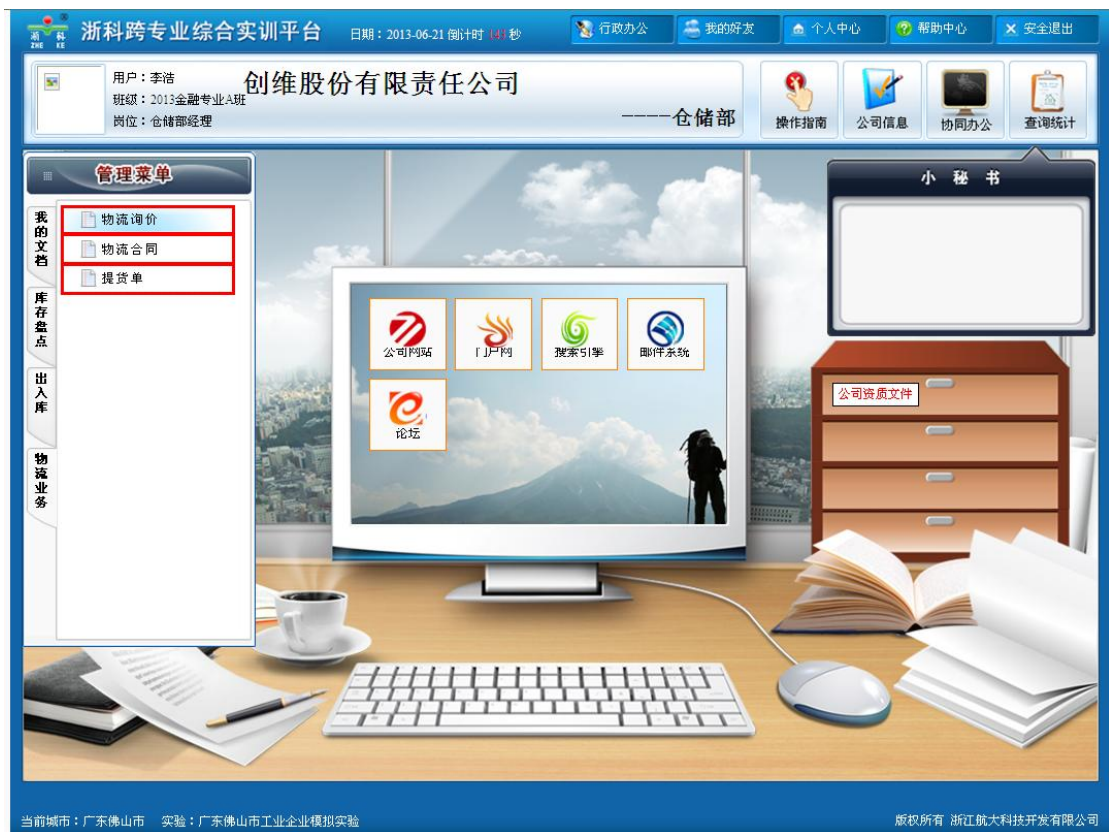 浙科
ZHE KE
浙科跨专业综合实训平台
日期：2013-06-21 倒计时 143 秒
行政办公
我的好友
个人中心
帮助中心
安全退出
用户：李浩
班级：2013金融专业A班
岗位：仓储部经理
创维股份有限责任公司
----仓储部
操作指南
公司信息
协同办公
查询统计
管理菜单
小 秘 书
我的文档
库存盘点
出入库
物流业务
物流询价
物流合同
提货单
公司网站
门户网
搜索引擎
邮件系统
论坛
公司资质文件
当前城市：广东佛山市 实验：广东佛山市工业企业模拟实验
版权所有 浙江航大科技开发有限公司